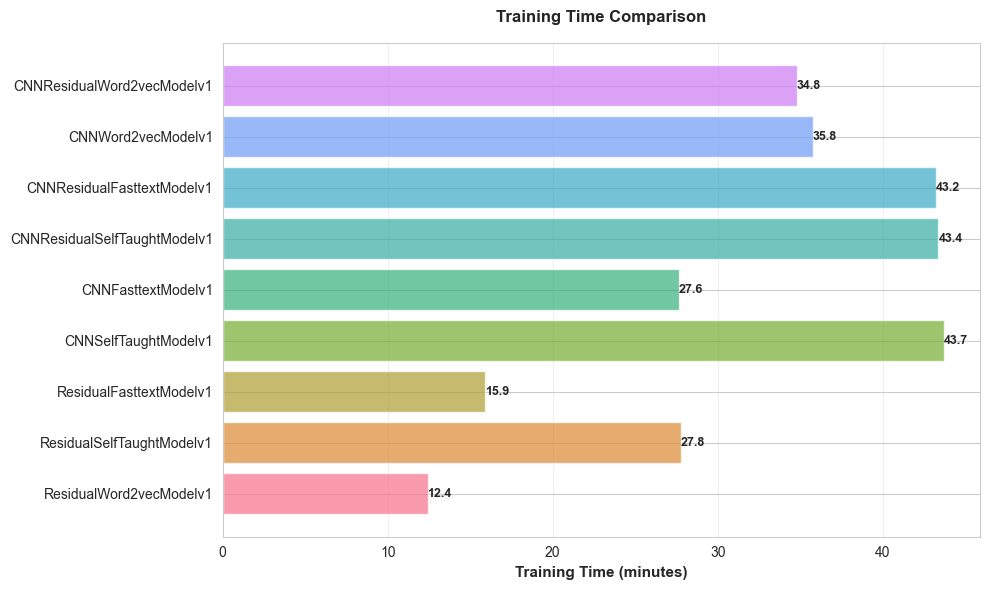 Training Time Comparison
CNNResidualWord2vecModelv1
34.8
CNNWord2vecModelv1
35.8
CNNResidualFasttextModelv1
43.2
CNNResidualSelfTaughtModelv1
43.4
CNNFasttextModelv1
27.6
CNNSelfTaughtModelv1
43.7
ResidualFasttextModelv1
15.9
ResidualSelfTaughtModelv1
27.8
ResidualWord2vecModelv1
12.4
0 10 20 30 40
Training Time (minutes)